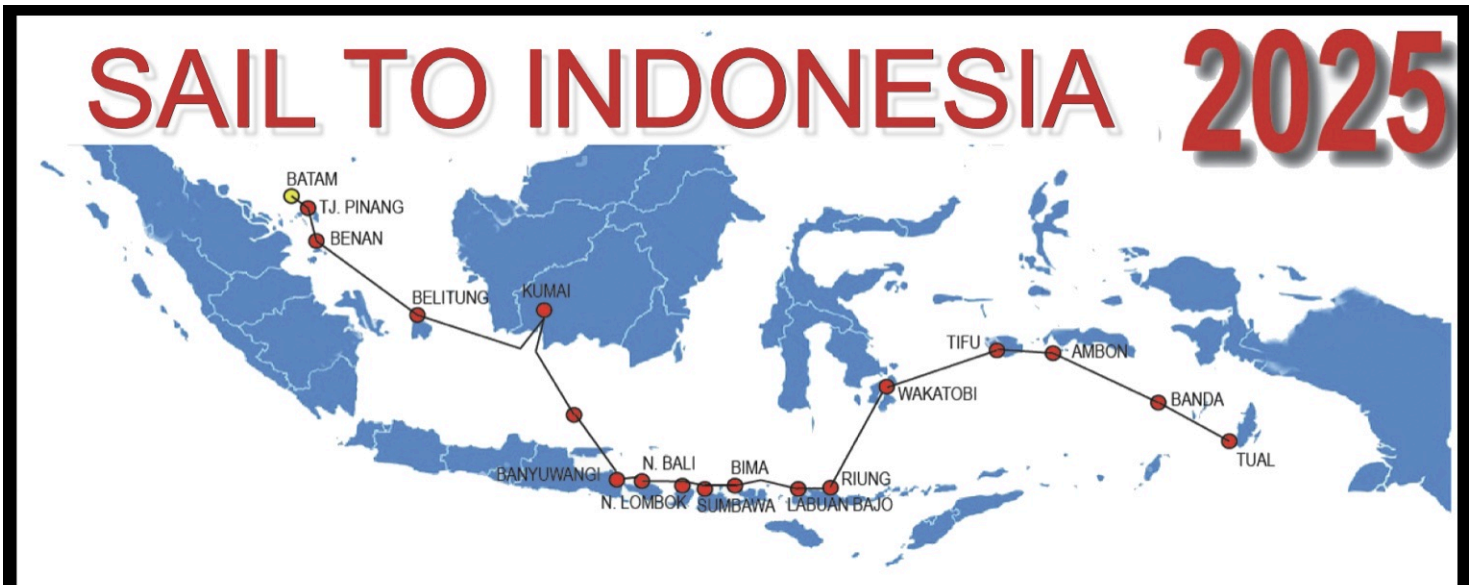 SAIL TO INDONESIA 2025
BATAM
TJ. PINANG
BENAN
BELITUNG
KUMAI
TIFU
AMBON
WAKATOBI
BANDA
TUAL
BANYUWANGI
N. BALI
BIMA
RIUNG
N. LOMBOK
SUMBAWA
LABUAN BAJO